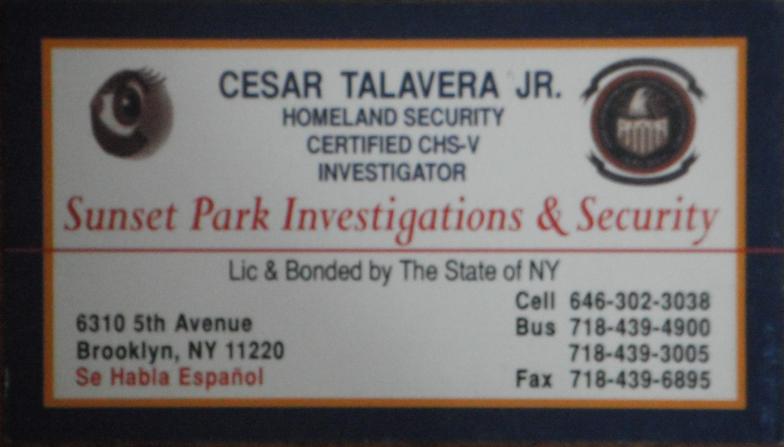 CESAR TALAVERA JR.
HOMELAND SECURITY
CERTIFIED CHS-V
INVESTIGATOR
Sunset Park Investigations & Security
Lic & Bonded by The State of NY
6310 5th Avenue
Brooklyn, NY 11220
Se Habla Español
Cell 646-302-3038
Bus 718-439-4900
718-439-3005
Fax 718-439-6895